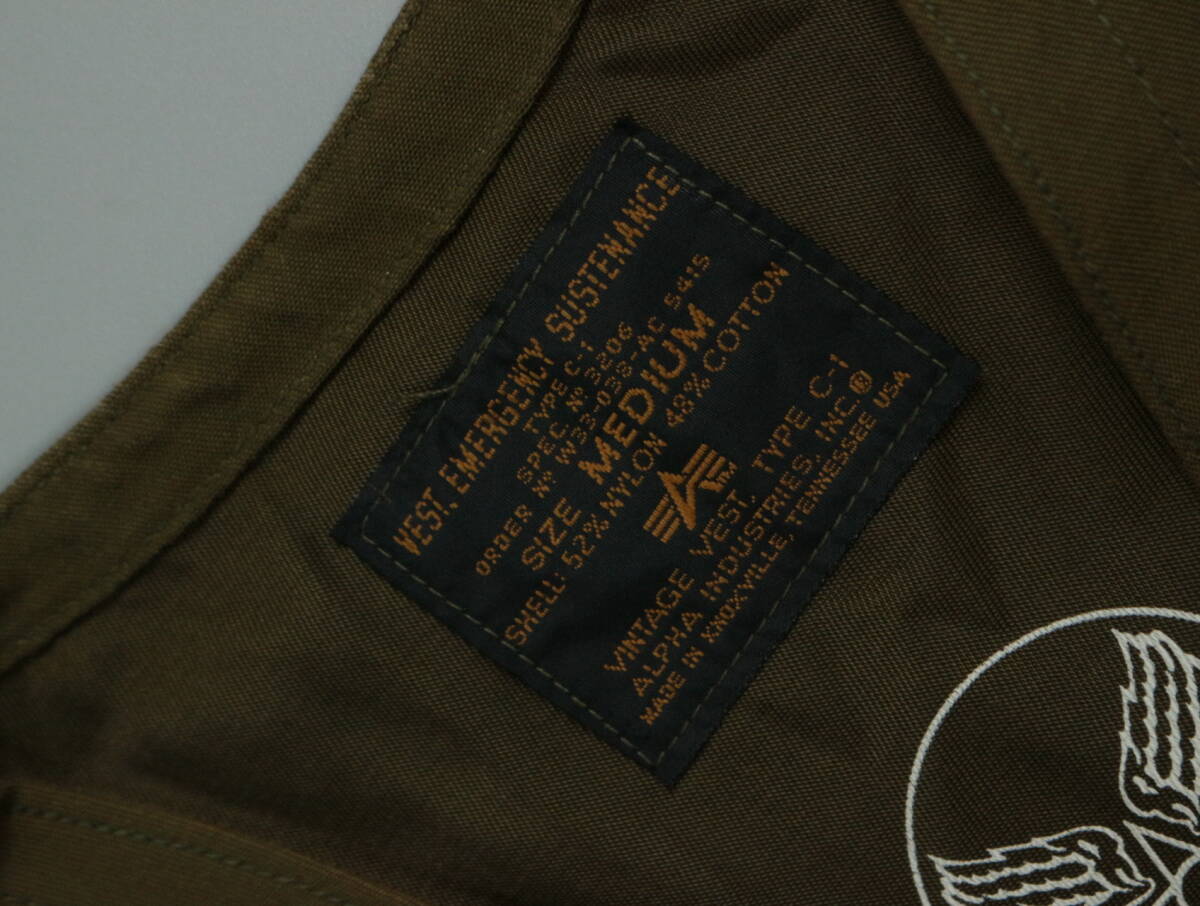 VEST, EMERGENCY SUSTENANCE
TYPE C-1
SPEC. Nº 3206
ORDER Nº W33-038-AC 5415
SIZE MEDIUM
SHELL: 52% NYLON 48% COTTON
VINTAGE VEST, TYPE C-1
ALPHA INDUSTRIES, INC.®
MADE IN KNOXVILLE, TENNESSEE USA